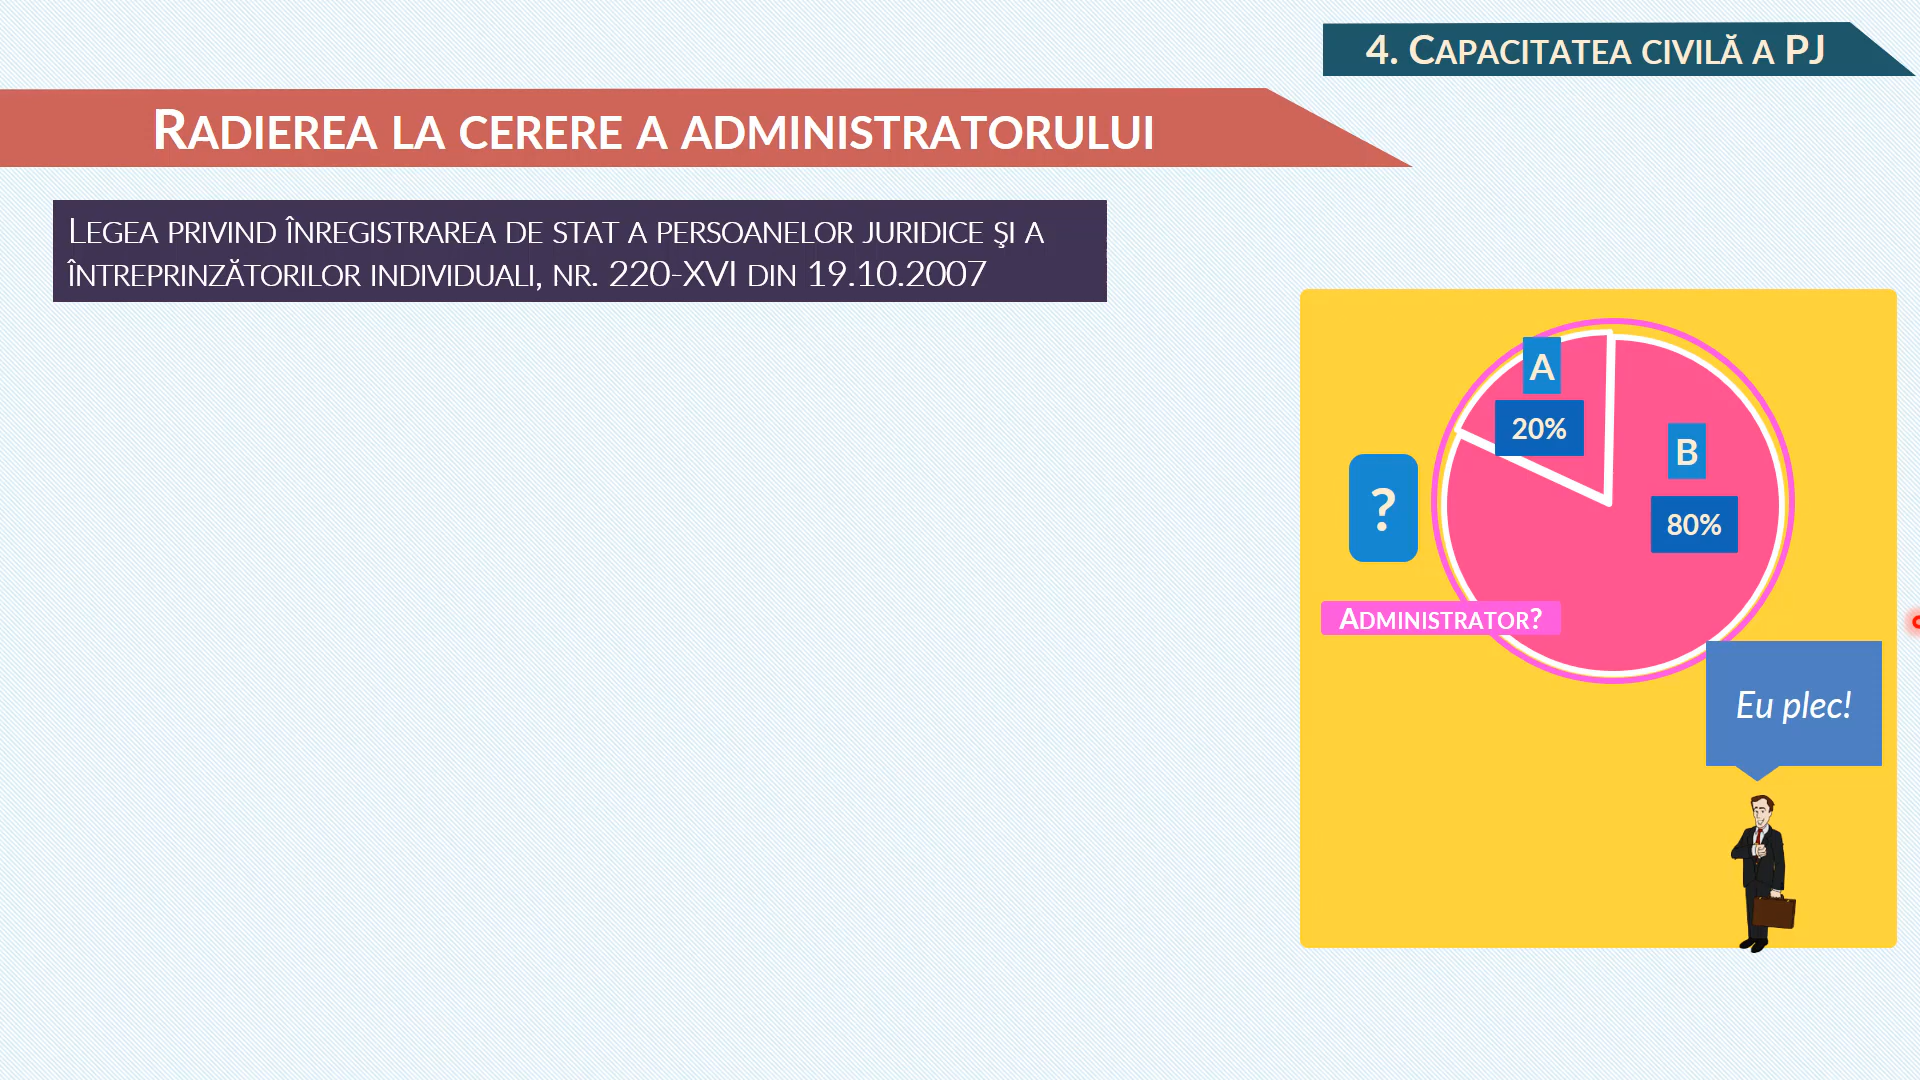 4. CAPACITATEA CIVILĂ A PJ
RADIEREA LA CERERE A ADMINISTRATORULUI
LEGEA PRIVIND ÎNREGISTRAREA DE STAT A PERSOANELOR JURIDICE ŞI A
ÎNTREPRINZĂTORILOR INDIVIDUALI, NR. 220-XVI DIN 19.10.2007
A
20%
B
80%
?
ADMINISTRATOR?
Eu plec!